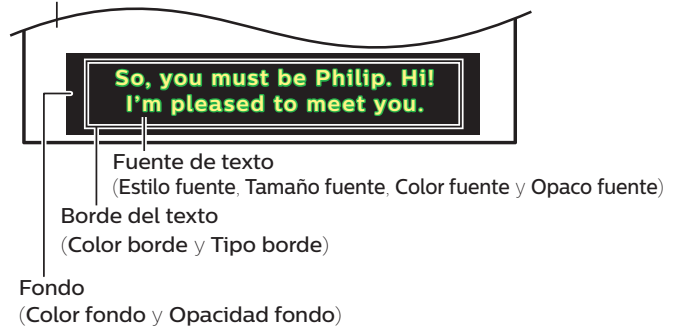 So, you must be Philip. Hi!
I'm pleased to meet you.
Fuente de texto
(Estilo fuente, Tamaño fuente, Color fuente y Opaco fuente)
Borde del texto
(Color borde y Tipo borde)
Fondo
(Color fondo y Opacidad fondo)